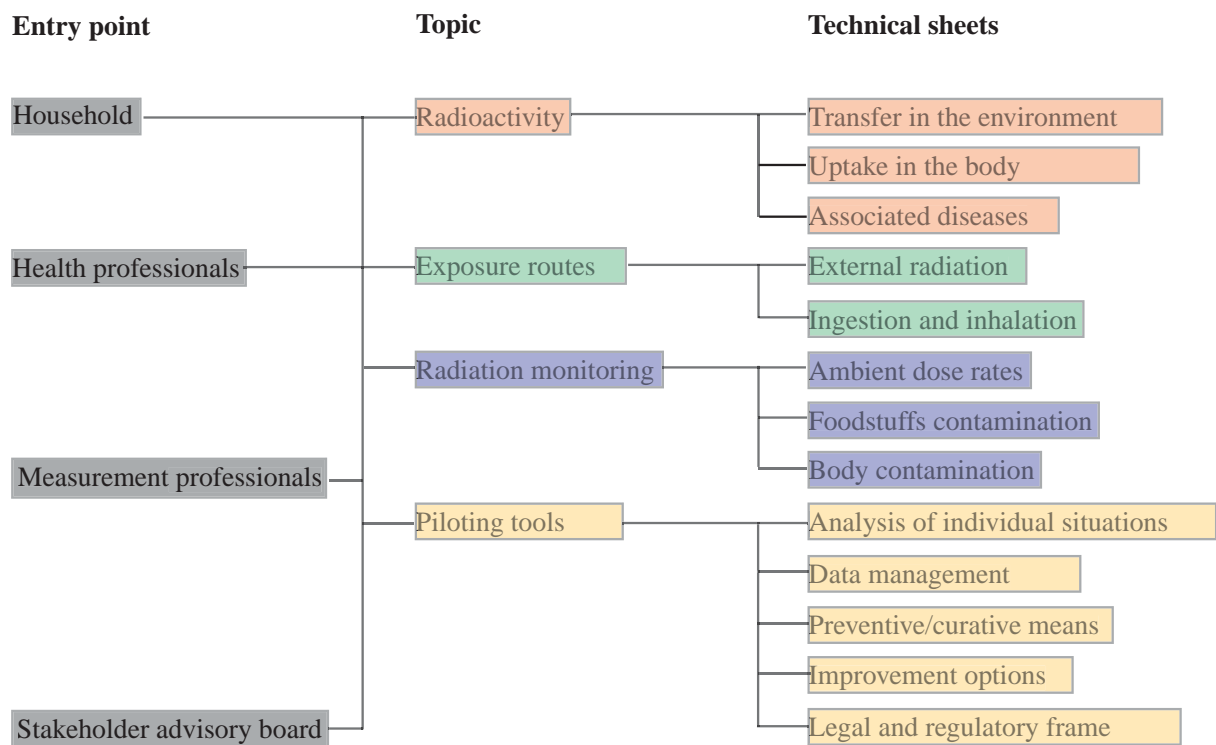 Entry point Topic Technical sheets
Household Radioactivity Transfer in the environment
Uptake in the body
Associated diseases
Health professionals Exposure routes External radiation
Ingestion and inhalation
Radiation monitoring Ambient dose rates
Foodstuffs contamination
Measurement professionals Body contamination
Piloting tools Analysis of individual situations
Data management
Preventive/curative means
Improvement options
Stakeholder advisory board Legal and regulatory frame